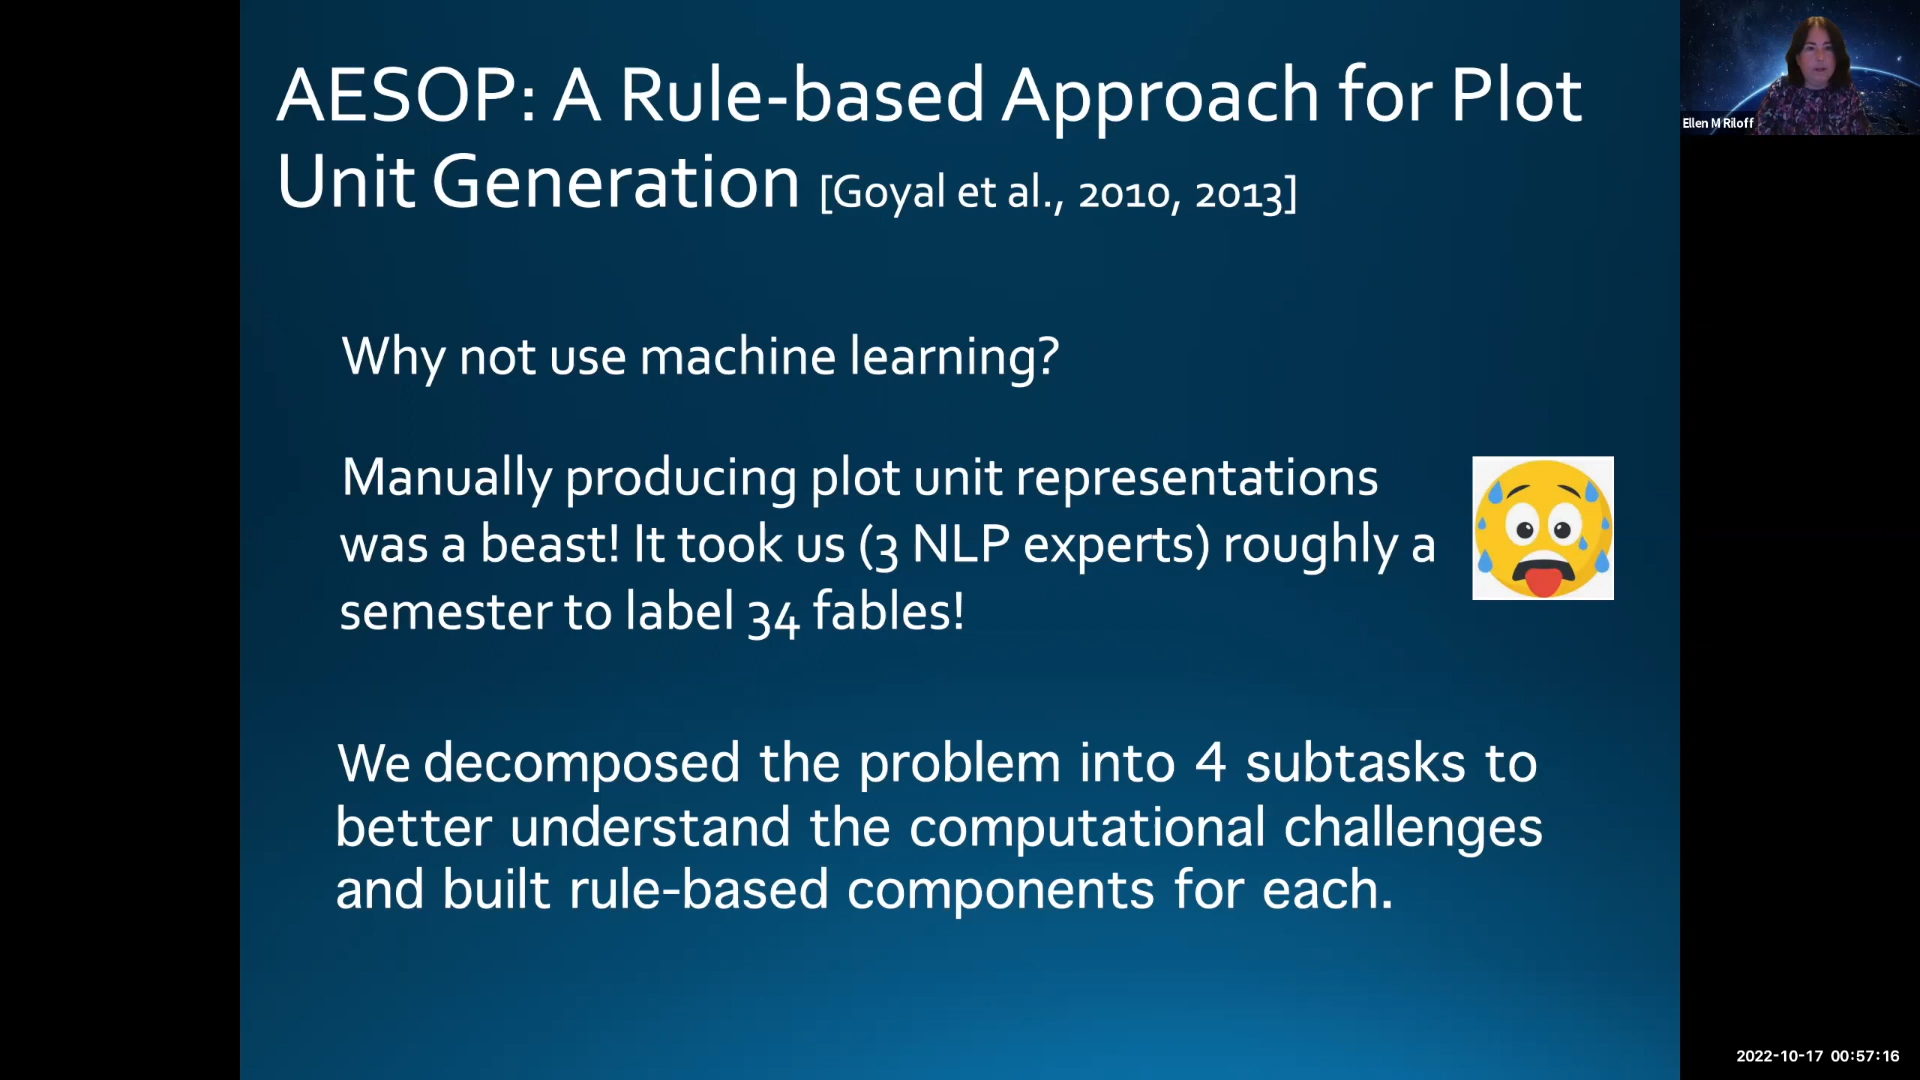 AESOP: A Rule-based Approach for Plot
Unit Generation [Goyal et al., 2010, 2013]
Ellen M Riloff
Why not use machine learning?
Manually producing plot unit representations
was a beast! It took us (3 NLP experts) roughly a
semester to label 34 fables!
We decomposed the problem into 4 subtasks to
better understand the computational challenges
and built rule-based components for each.
2022-10-17 00:57:16